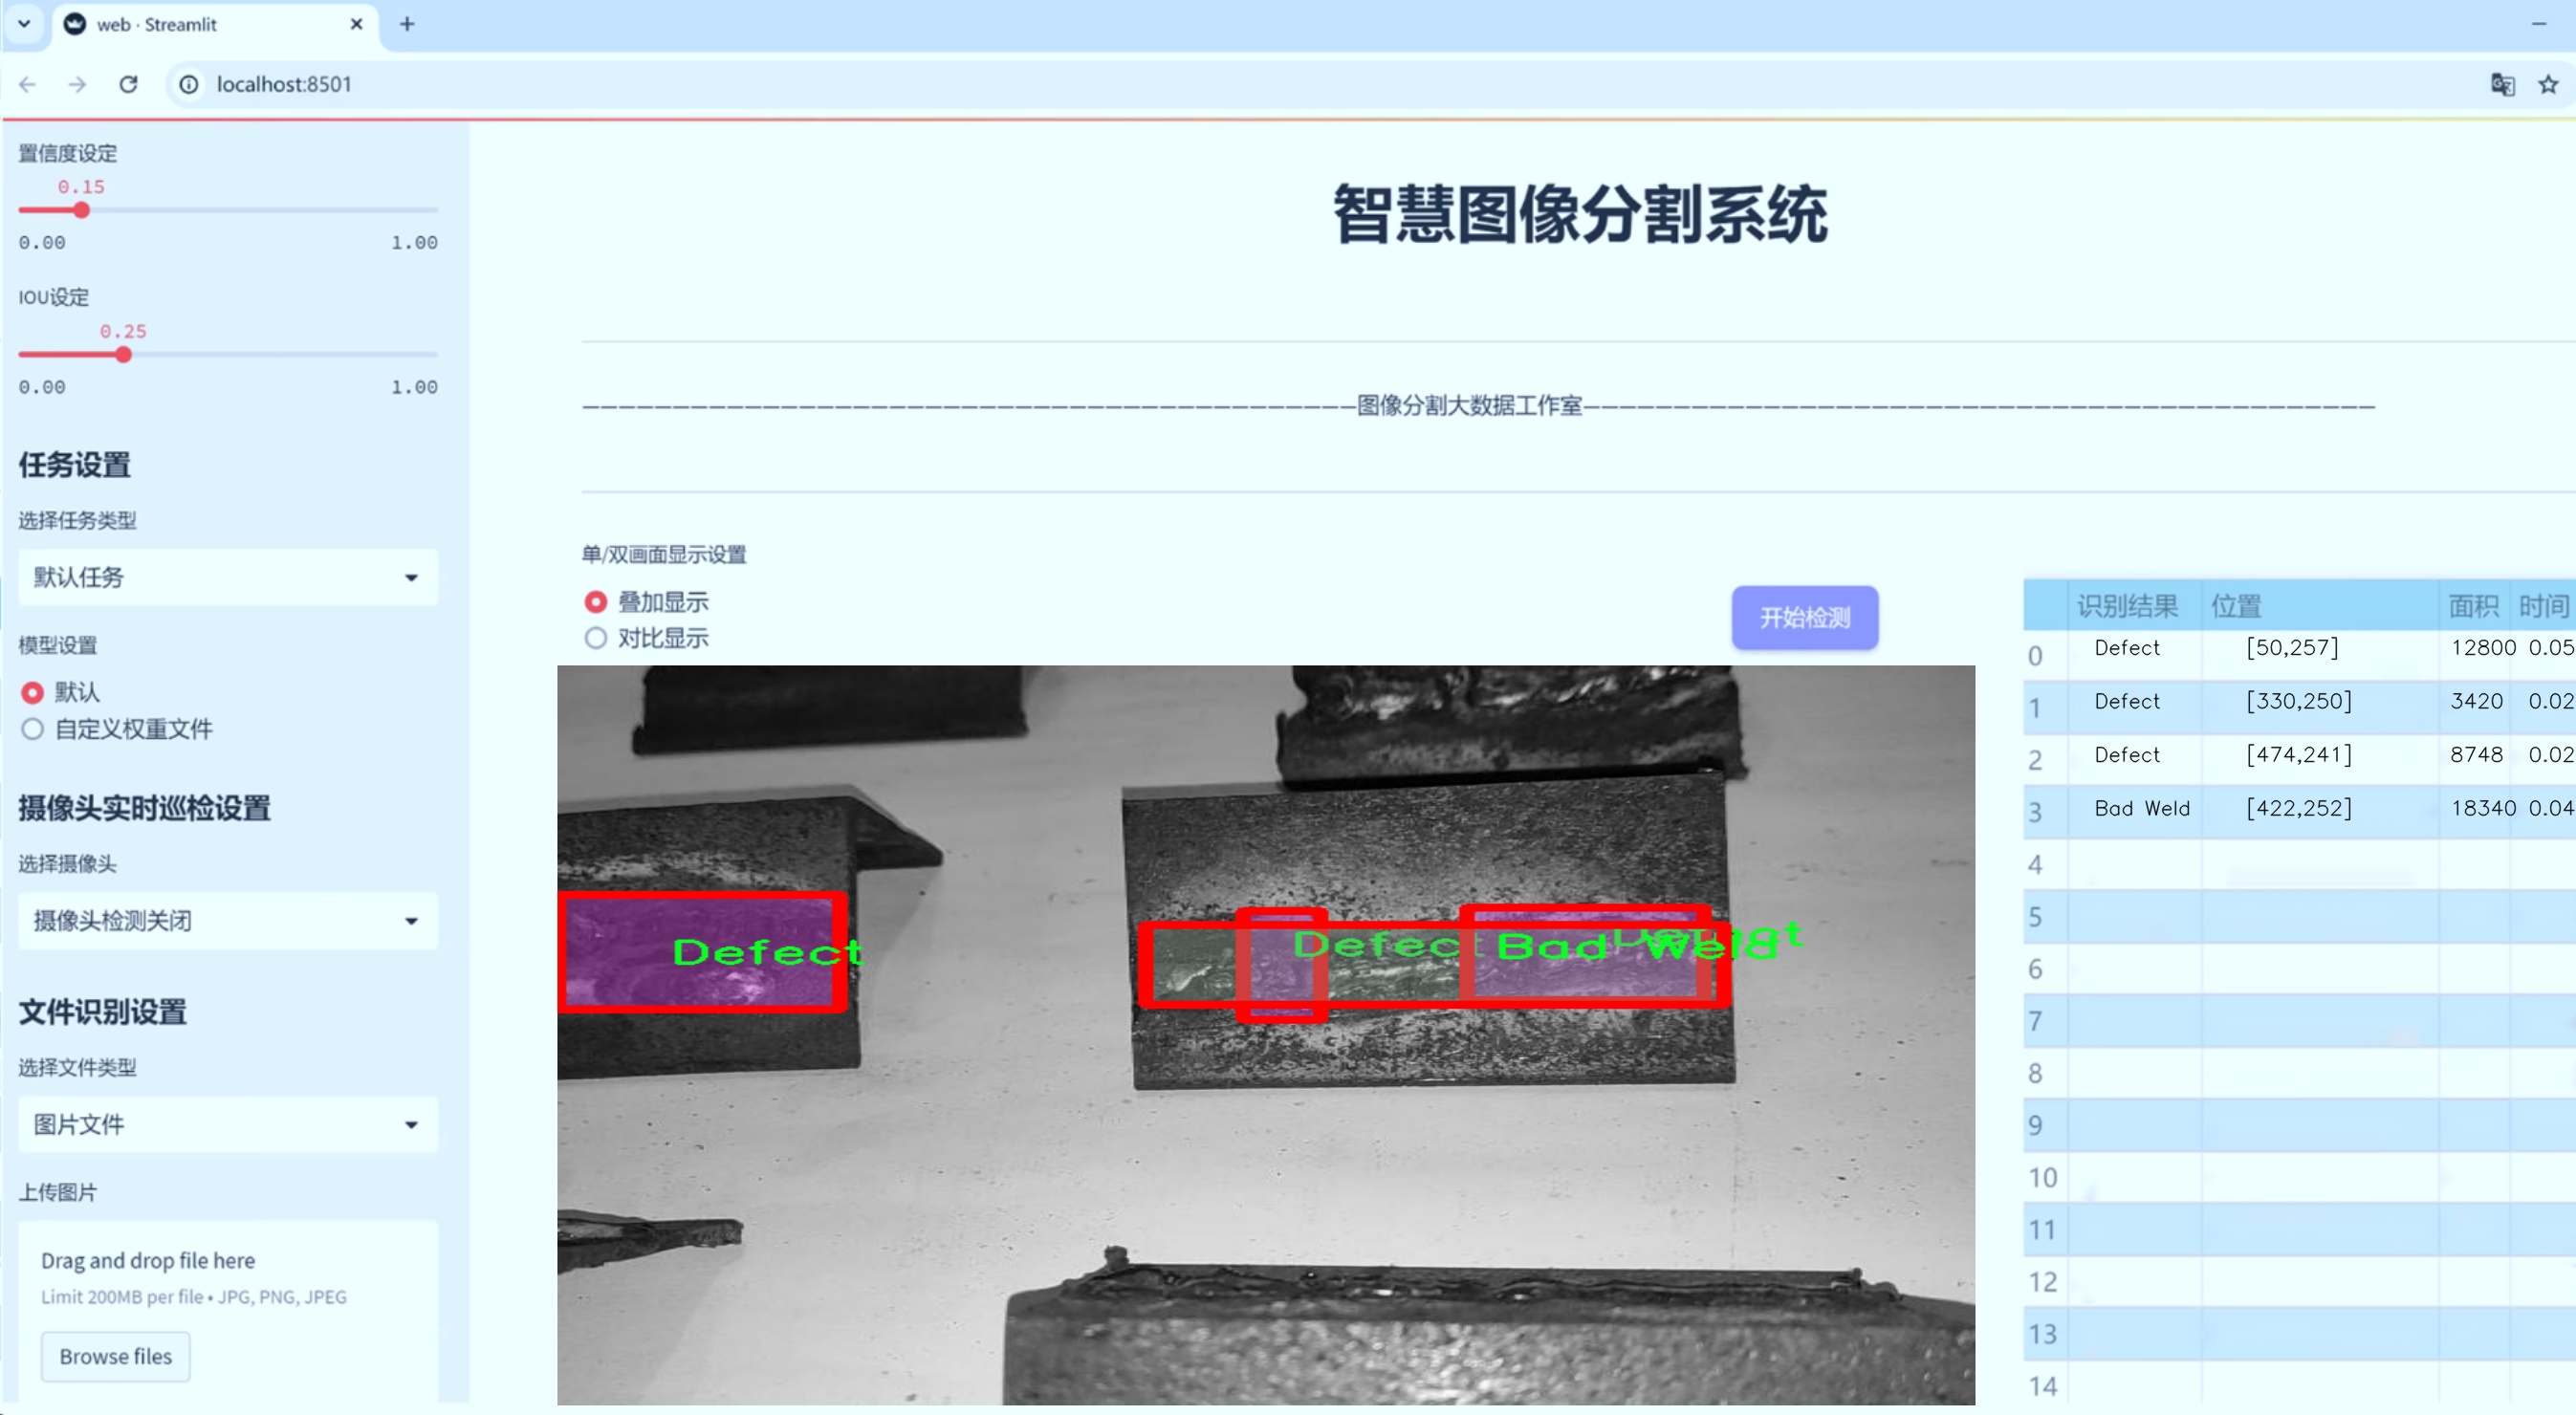 web · Streamlit
localhost:8501
置信度设定
0.15
0.00 1.00
IOU设定
0.25
0.00 1.00
任务设置
选择任务类型
默认任务
模型设置
默认
自定义权重文件
摄像头实时巡检设置
选择摄像头
摄像头检测关闭
文件识别设置
选择文件类型
图片文件
上传图片
Drag and drop file here
Limit 200MB per file • JPG, PNG, JPEG
Browse files
智慧图像分割系统
图像分割大数据工作室
单/双画面显示设置
叠加显示
对比显示
开始检测
Defect
Defect
Bad Weld
识别结果 位置 面积 时间
0 Defect [50,257] 12800 0.05
1 Defect [330,250] 3420 0.02
2 Defect [474,241] 8748 0.02
3 Bad Weld [422,252] 18340 0.04
4
5
6
7
8
9
10
11
12
13
14